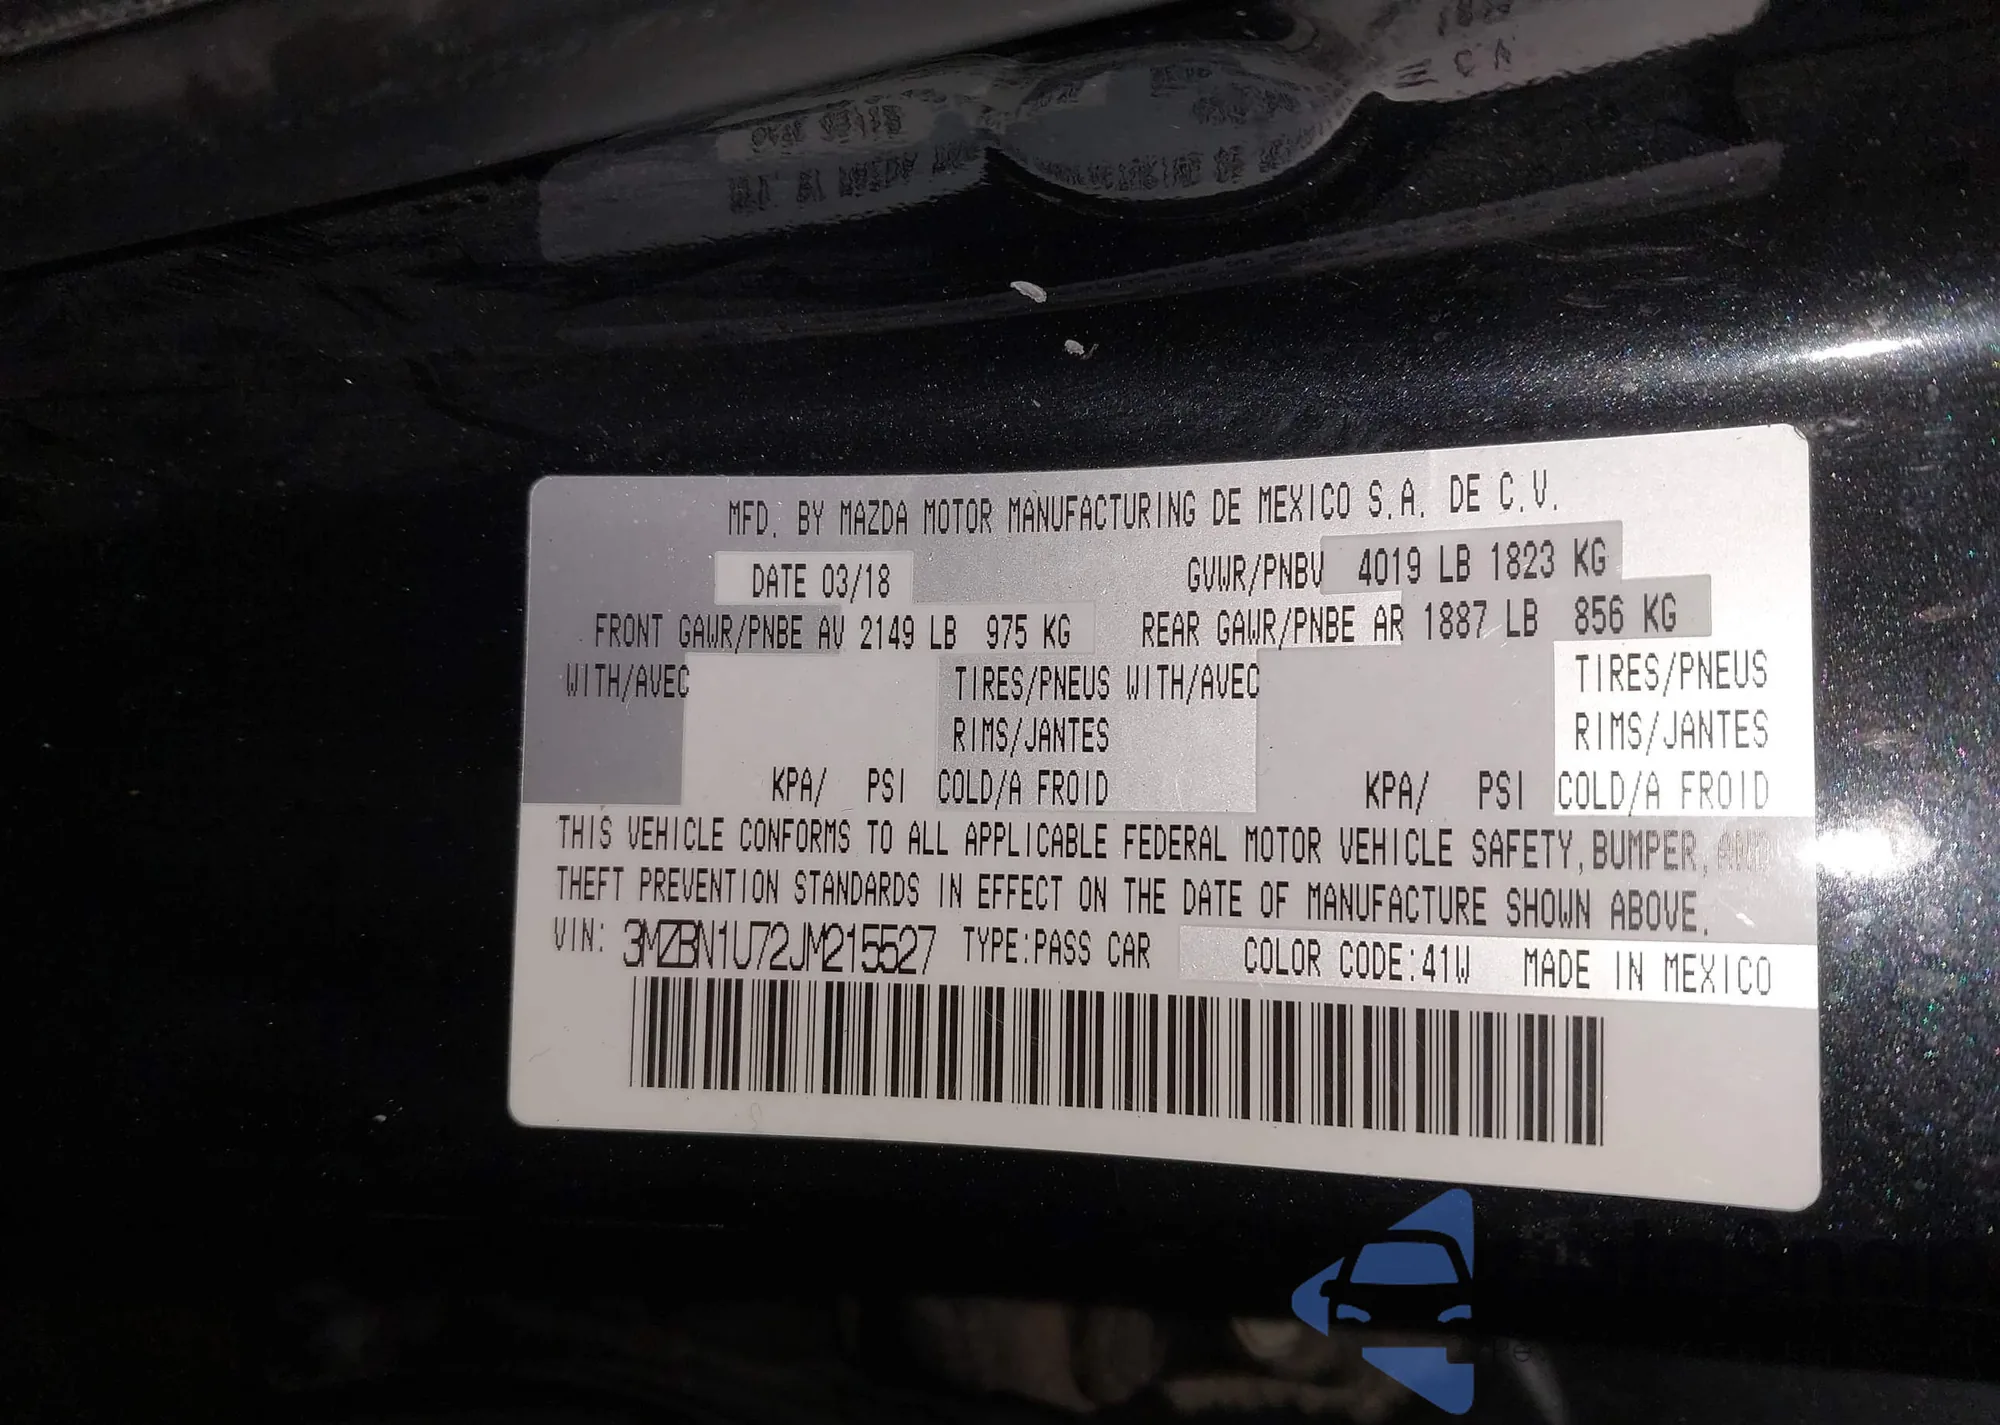 MFD. BY MAZDA MOTOR MANUFACTURING DE MEXICO S.A. DE C.V.
DATE 03/18 GVWR/PNBV 4019 LB 1823 KG
FRONT GAWR/PNBE AV 2149 LB 975 KG REAR GAWR/PNBE AR 1887 LB 856 KG
WITH/AVEC TIRES/PNEUS WITH/AVEC TIRES/PNEUS
RIMS/JANTES RIMS/JANTES
KPA/ PSI COLD/A FROID KPA/ PSI COLD/A FROID
THIS VEHICLE CONFORMS TO ALL APPLICABLE FEDERAL MOTOR VEHICLE SAFETY, BUMPER, AND
THEFT PREVENTION STANDARDS IN EFFECT ON THE DATE OF MANUFACTURE SHOWN ABOVE.
VIN: 3MZBN1U72JM215527 TYPE:PASS CAR COLOR CODE:41W MADE IN MEXICO